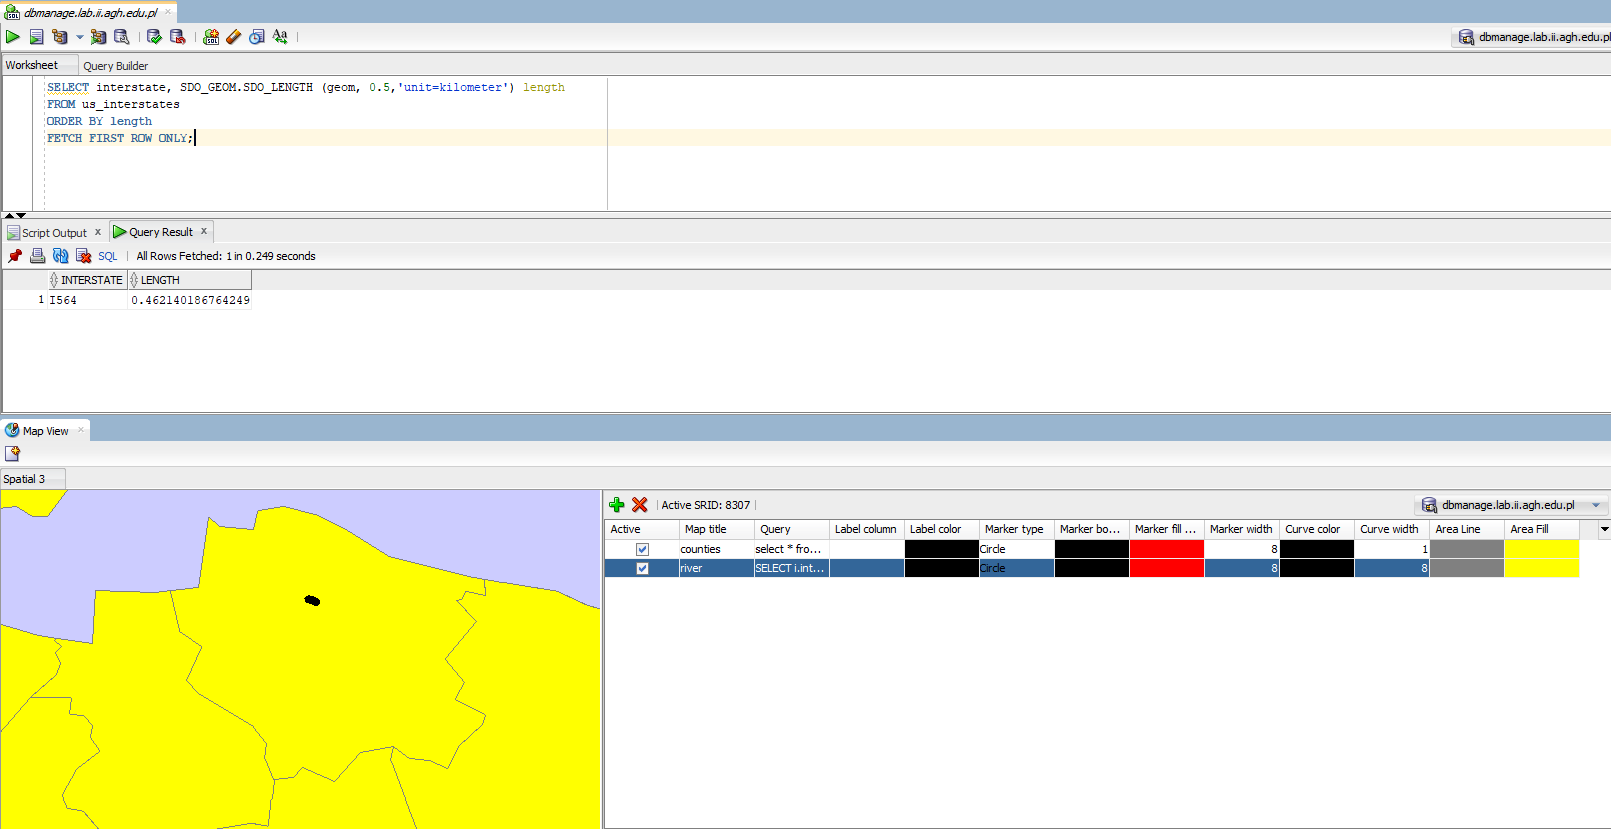 dbmanage.lab.ii.agh.edu.pl
dbmanage.lab.ii.agh.edu.pl
Worksheet Query Builder
SELECT interstate, SDO_GEOM.SDO_LENGTH (geom, 0.5,'unit=kilometer') length
FROM us_interstates
ORDER BY length
FETCH FIRST ROW ONLY;
Script Output x Query Result x
SQL All Rows Fetched: 1 in 0.249 seconds
INTERSTATE LENGTH
1 I564 0.462140186764249
Map View
Spatial 3
Active SRID: 8307 dbmanage.lab.ii.agh.edu.pl
Active Map title Query Label column Label color Marker type Marker bo... Marker fill ... Marker width Curve color Curve width Area Line Area Fill
counties select * fro... Circle 8 1
river SELECT i.int... Circle 8 8